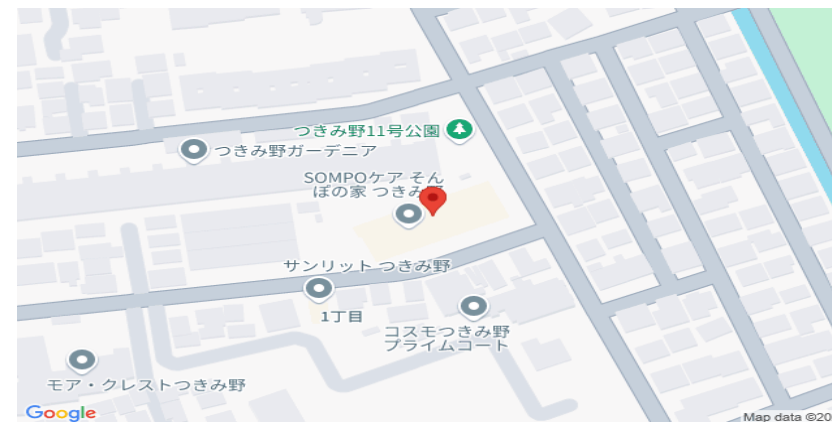 つきみ野11号公園
つきみ野ガーデニア
SOMPOケア そん
ぽの家 つきみ野
サンリット つきみ野
1丁目
コスモつきみ野
プライムコート
モア・クレストつきみ野
Google
Map data ©20